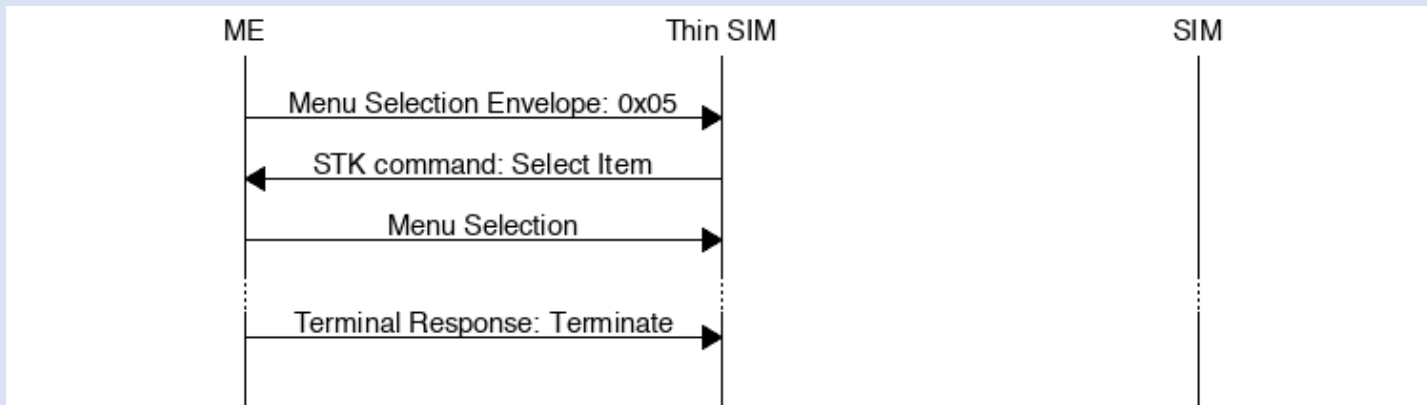 ME Thin SIM SIM
Menu Selection Envelope: 0x05
STK command: Select Item
Menu Selection
Terminal Response: Terminate